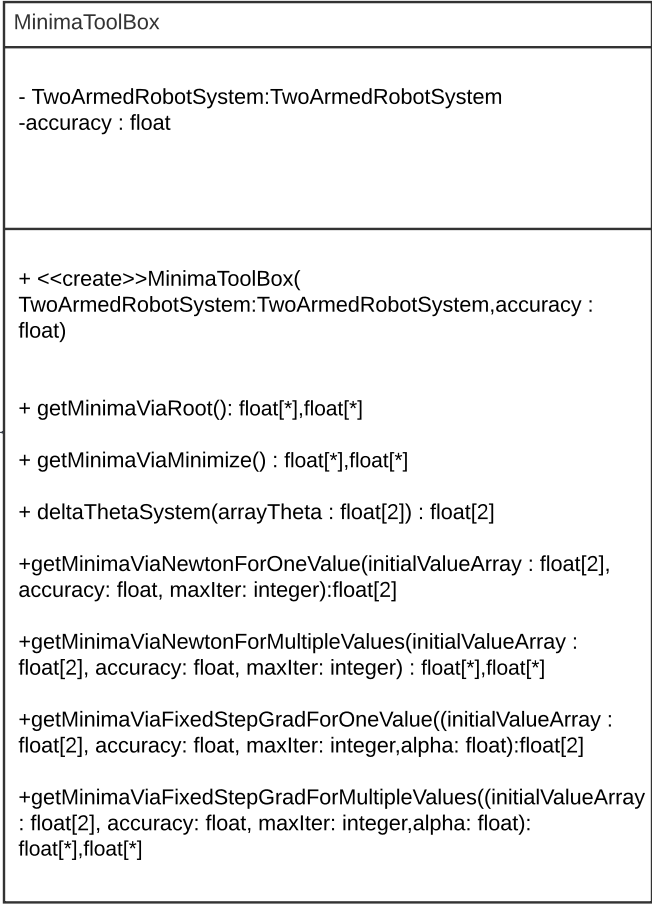 MinimaToolBox
- TwoArmedRobotSystem:TwoArmedRobotSystem
-accuracy : float
+ <<create>>MinimaToolBox(
TwoArmedRobotSystem:TwoArmedRobotSystem,accuracy :
float)
+ getMinimaViaRoot(): float[*],float[*]
+ getMinimaViaMinimize() : float[*],float[*]
+ deltaThetaSystem(arrayTheta : float[2]) : float[2]
+getMinimaViaNewtonForOneValue(initialValueArray : float[2],
accuracy: float, maxIter: integer):float[2]
+getMinimaViaNewtonForMultipleValues(initialValueArray :
float[2], accuracy: float, maxIter: integer) : float[*],float[*]
+getMinimaViaFixedStepGradForOneValue((initialValueArray :
float[2], accuracy: float, maxIter: integer,alpha: float):float[2]
+getMinimaViaFixedStepGradForMultipleValues((initialValueArray
: float[2], accuracy: float, maxIter: integer,alpha: float):
float[*],float[*]